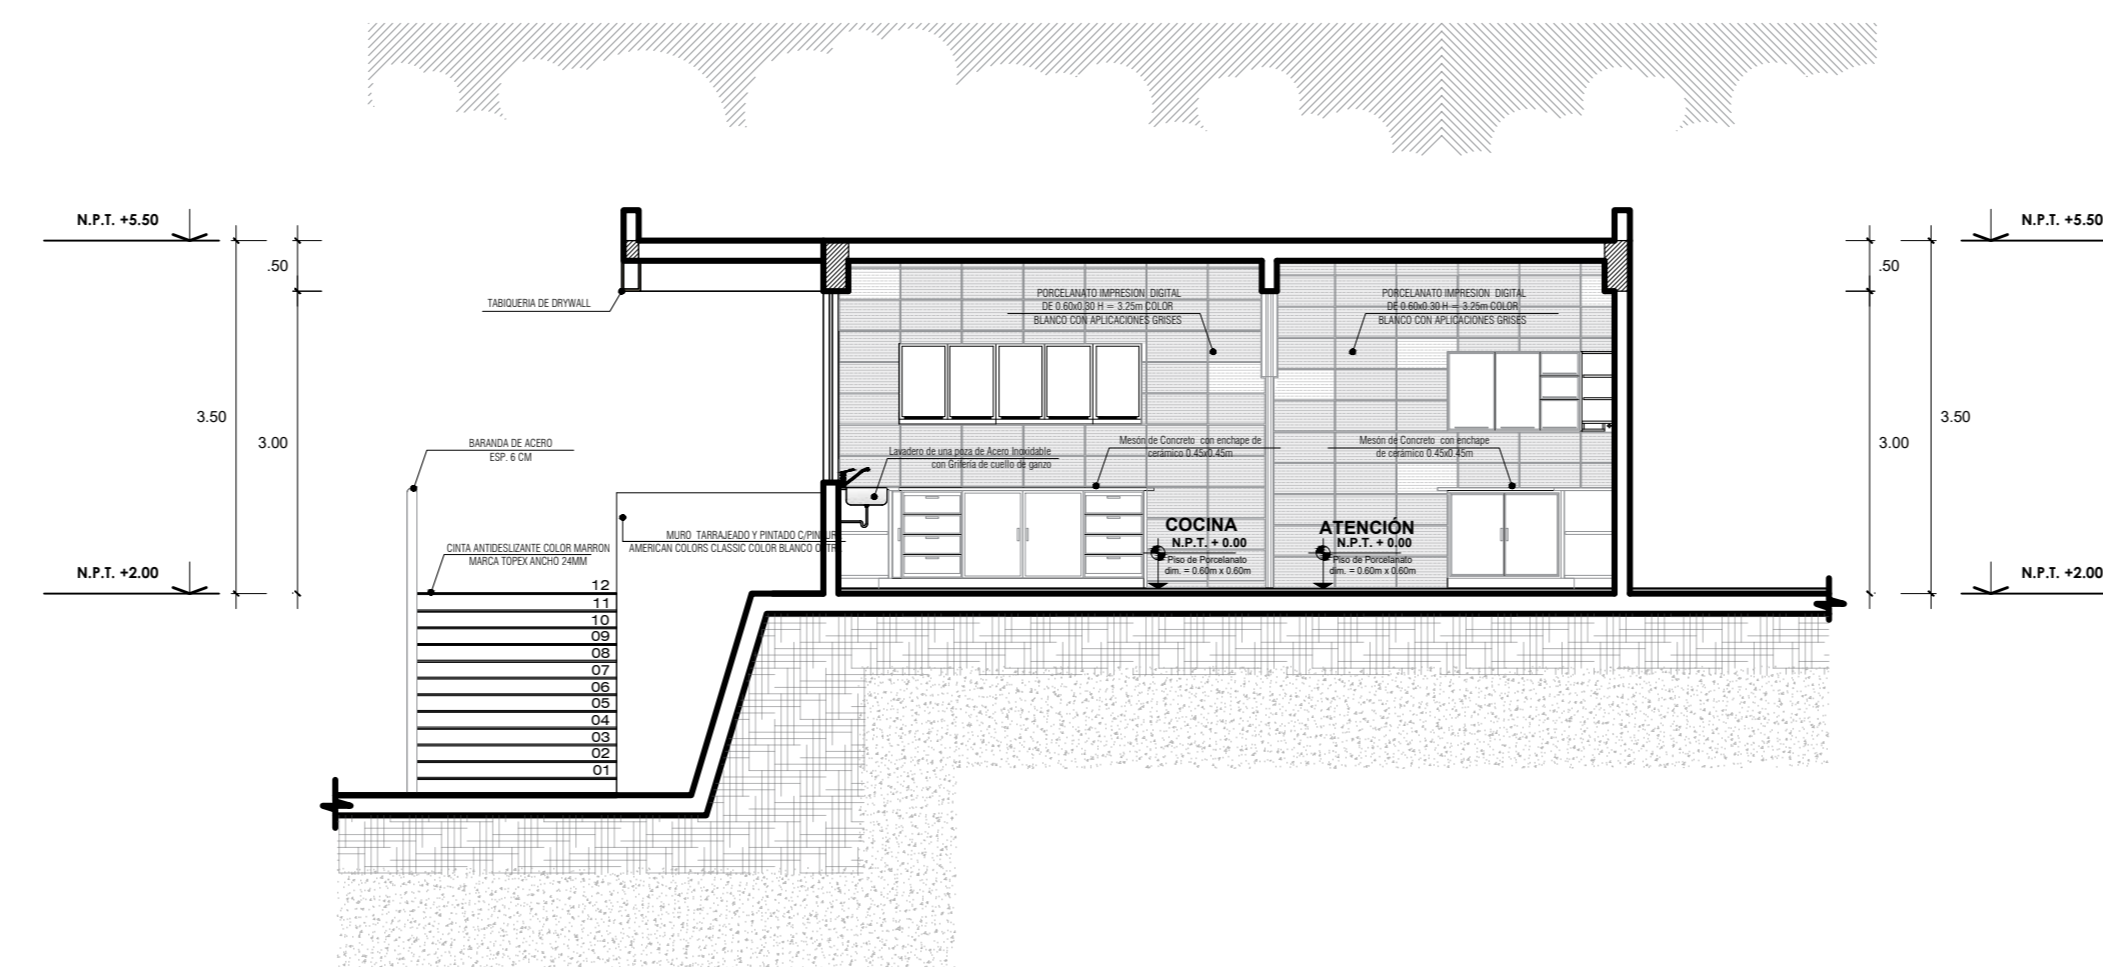 N.P.T. +5.50
N.P.T. +5.50
.50
.50
PORCELANATO IMPRESION DIGITAL
DE 0.60x0.30 H = 3.25m COLOR
BLANCO CON APLICACIONES GRISES
PORCELANATO IMPRESION DIGITAL
DE 0.60x0.30 H = 3.25m COLOR
BLANCO CON APLICACIONES GRISES
TABIQUERIA DE DRYWALL
3.50
3.00
3.50
3.00
BARANDA DE ACERO
ESP. 6 CM
Lavadero de una poza de Acero Inoxidable
con Grifería de cuello de ganzo
Mesón de Concreto con enchape de
cerámico 0.45x0.45m
Mesón de Concreto con enchape
de cerámico 0.45x0.45m
MURO TARRAJEADO Y PINTADO
AMERICAN COLORS CLASSIC COLOR BLANCO
CINTA ANTIDESLIZANTE COLOR MARRON
MARCA TOPEX ANCHO 24MM
COCINA
N.P.T. + 0.00
Piso de Porcelanato
dim. = 0.60m x 0.60m
ATENCIÓN
N.P.T. + 0.00
Piso de Porcelanato
dim. = 0.60m x 0.60m
N.P.T. +2.00
N.P.T. +2.00
12
11
10
09
08
07
06
05
04
03
02
01